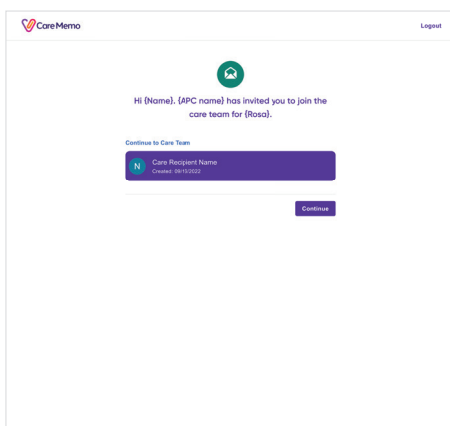 Care Memo
Logout
Hi {Name}. {APC name} has invited you to join the
care team for {Rosa}.
Continue to Care Team
N
Care Recipient Name
Created: 09/13/2022
Continue